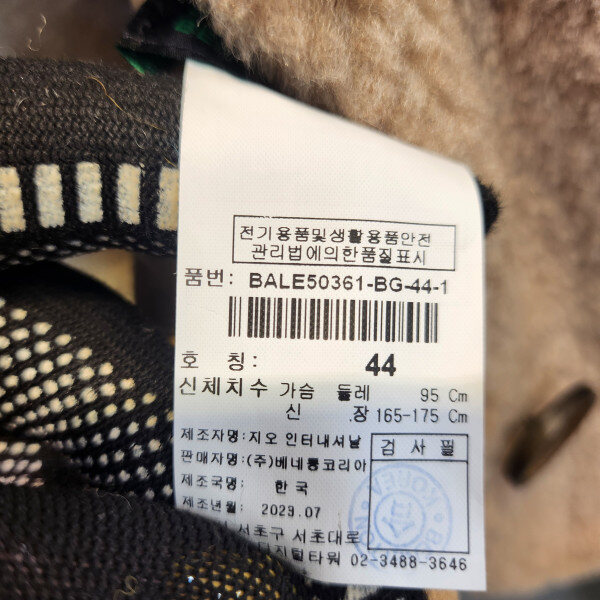 전기용품및생활용품안전
관리법에의한품질표시
품번: BALE50361-BG-44-1
호 칭: 44
신체치수 가슴 둘레 95 Cm
신 장 165-175 Cm
제조자명: 지오 인터내셔날
판매자명: (주)베네통코리아
제조국명: 한국
제조년월: 2023.07
검사필
서초구 서초대로
02-3488-3646